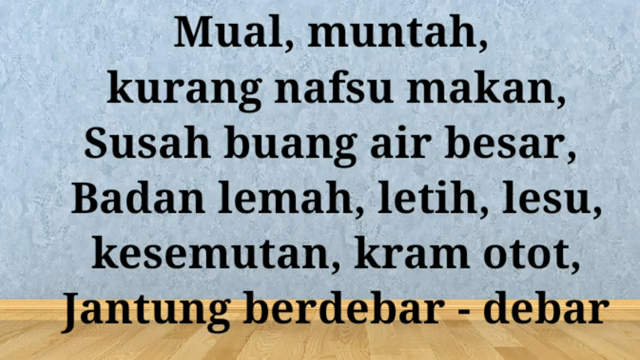 Mual, muntah,
kurang nafsu makan,
Susah buang air besar,
Badan lemah, letih, lesu,
kesemutan, kram otot,
Jantung berdebar - debar